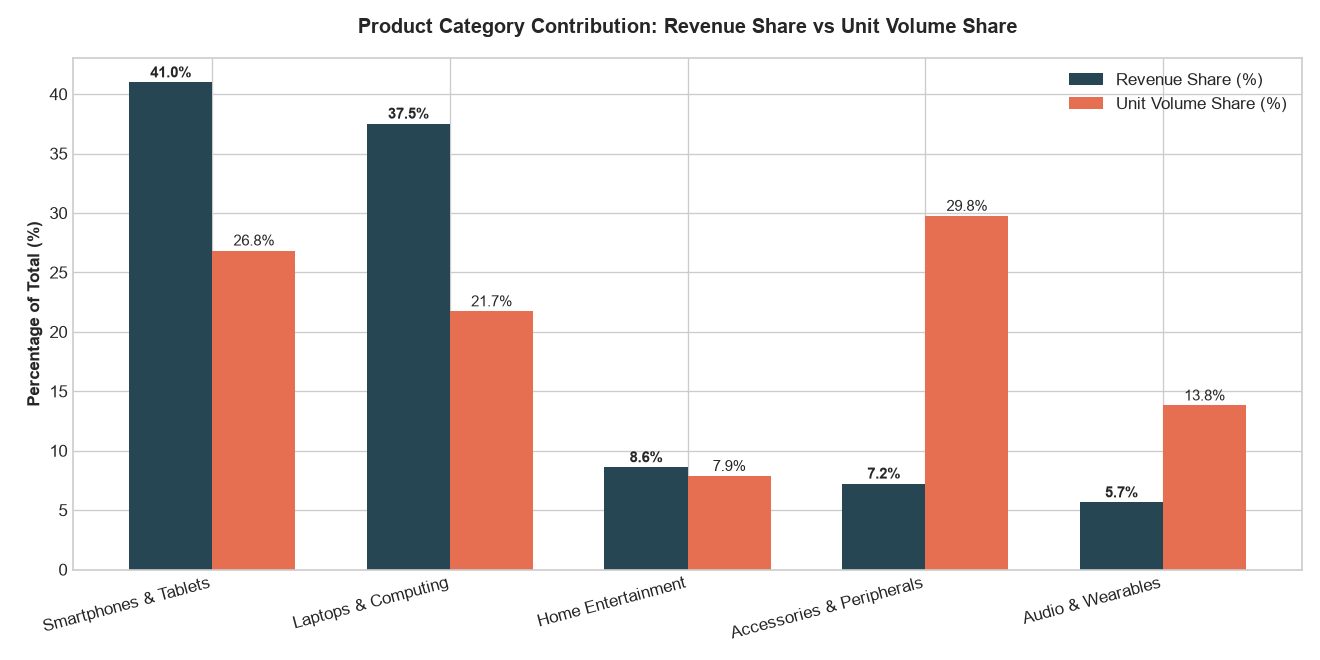 Product Category Contribution: Revenue Share vs Unit Volume Share
Revenue Share (%)
Unit Volume Share (%)
Percentage of Total (%)
40
35
30
25
20
15
10
5
0
41.0%
26.8%
37.5%
21.7%
8.6%
7.9%
7.2%
29.8%
5.7%
13.8%
Smartphones & Tablets
Laptops & Computing
Home Entertainment
Accessories & Peripherals
Audio & Wearables